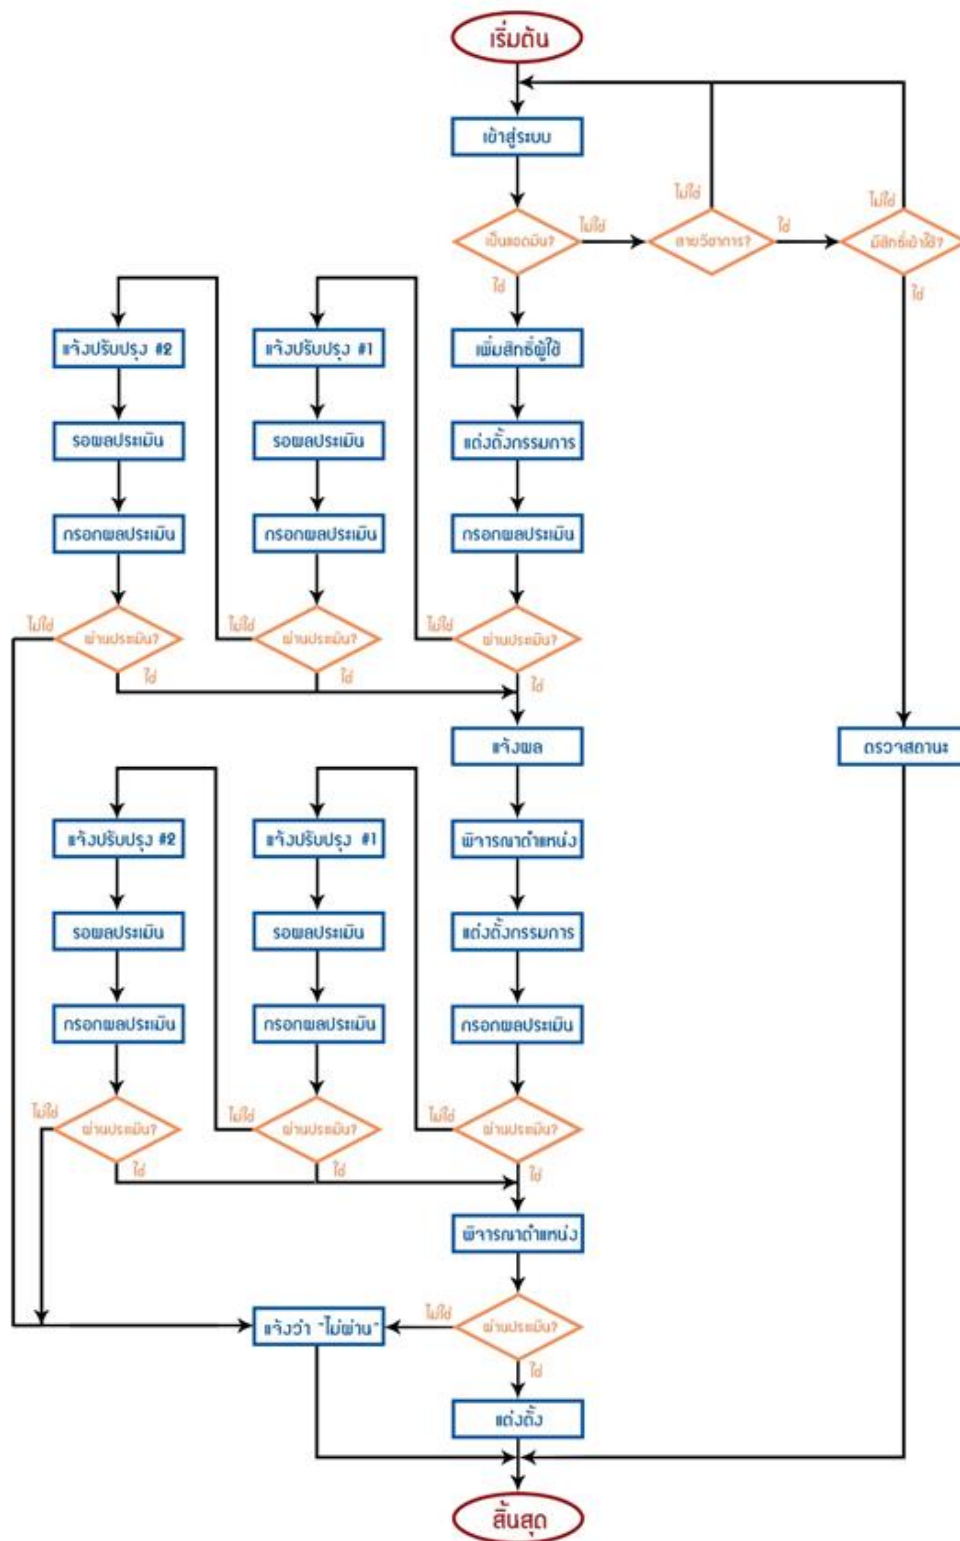 เริ่มต้น
เข้าสู่ระบบ
เป็นแอดมิน?
ไม่ใช่
สายวิชาการ?
ไม่ใช่
ใช่
มีสิทธิ์เข้าใช้?
ไม่ใช่
ใช่
ใช่
แจ้งปรับปรุง #2
แจ้งปรับปรุง #1
เพิ่มสิทธิ์ผู้ใช้
รอผลประเมิน
รอผลประเมิน
แต่งตั้งกรรมการ
กรอกผลประเมิน
กรอกผลประเมิน
กรอกผลประเมิน
ไม่ใช่
ผ่านประเมิน?
ไม่ใช่
ผ่านประเมิน?
ไม่ใช่
ผ่านประเมิน?
ใช่
ใช่
ใช่
แจ้งผล
ตรวจสถานะ
แจ้งปรับปรุง #2
แจ้งปรับปรุง #1
พิจารณาตำแหน่ง
รอผลประเมิน
รอผลประเมิน
แต่งตั้งกรรมการ
กรอกผลประเมิน
กรอกผลประเมิน
กรอกผลประเมิน
ไม่ใช่
ผ่านประเมิน?
ไม่ใช่
ผ่านประเมิน?
ไม่ใช่
ผ่านประเมิน?
ใช่
ใช่
ใช่
พิจารณาตำแหน่ง
แจ้งว่า "ไม่ผ่าน"
ไม่ใช่
ผ่านประเมิน?
ใช่
แต่งตั้ง
สิ้นสุด